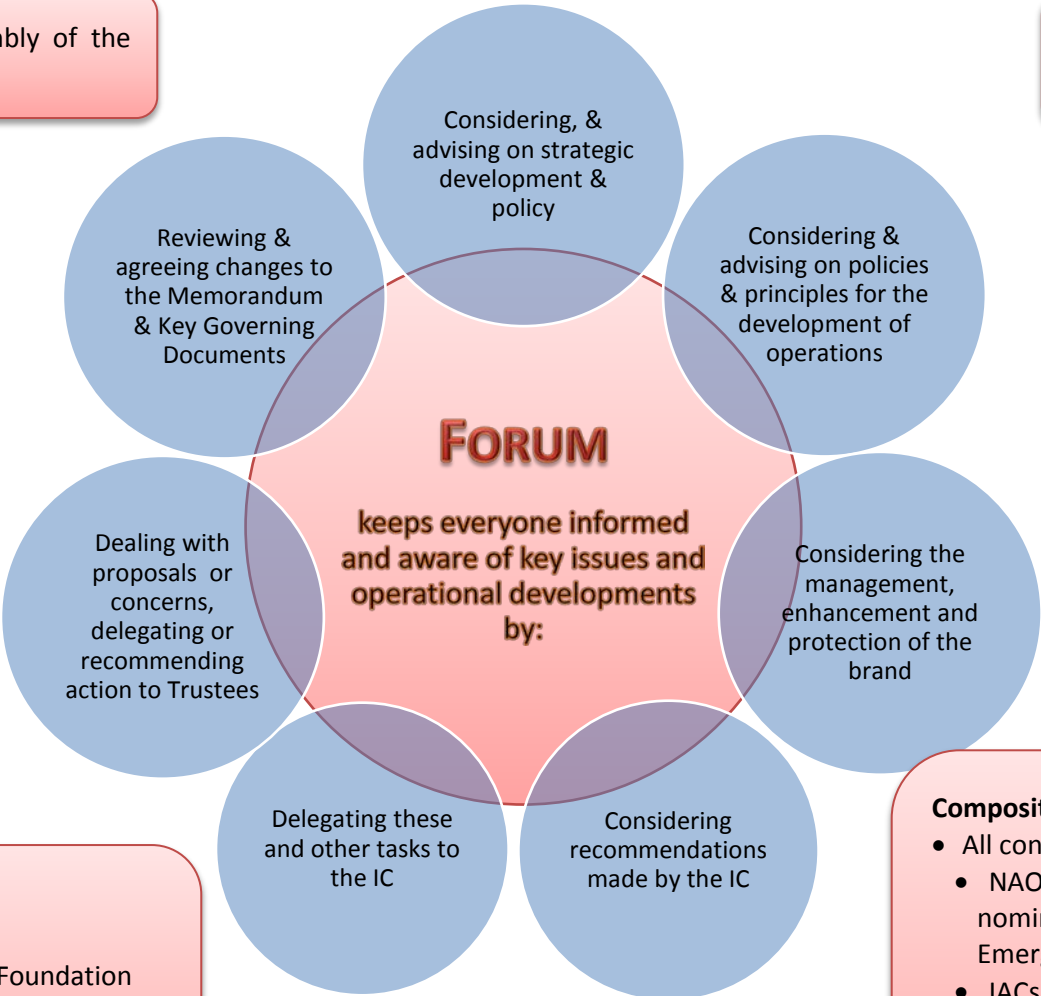 ably of the
Considering, &
advising on strategic
development &
policy
Reviewing &
agreeing changes to
the Memorandum
& Key Governing
Documents
Considering &
advising on policies
& principles for the
development of
operations
FORUM
keeps everyone informed
and aware of key issues and
operational developments
by:
Dealing with
proposals or
concerns,
delegating or
recommending
action to Trustees
Considering the
management,
enhancement and
protection of the
brand
Delegating these
and other tasks to
the IC
Considering
recommendations
made by the IC
Foundation
• All
• NAO
• IACs